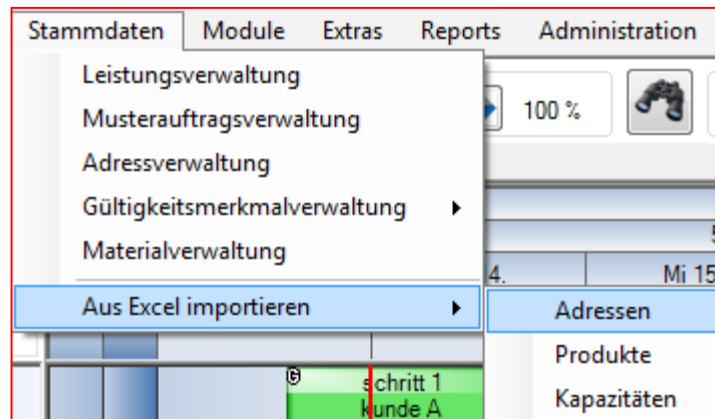 Stammdaten Module Extras Reports Administration
Leistungsverwaltung
Musterauftragsverwaltung
100 %
Adressverwaltung
Gültigkeitsmerkmalverwaltung
Materialverwaltung
4. Mi 15
Aus Excel importieren
Adressen
Produkte
schritt 1
Kapazitäten
kunde A